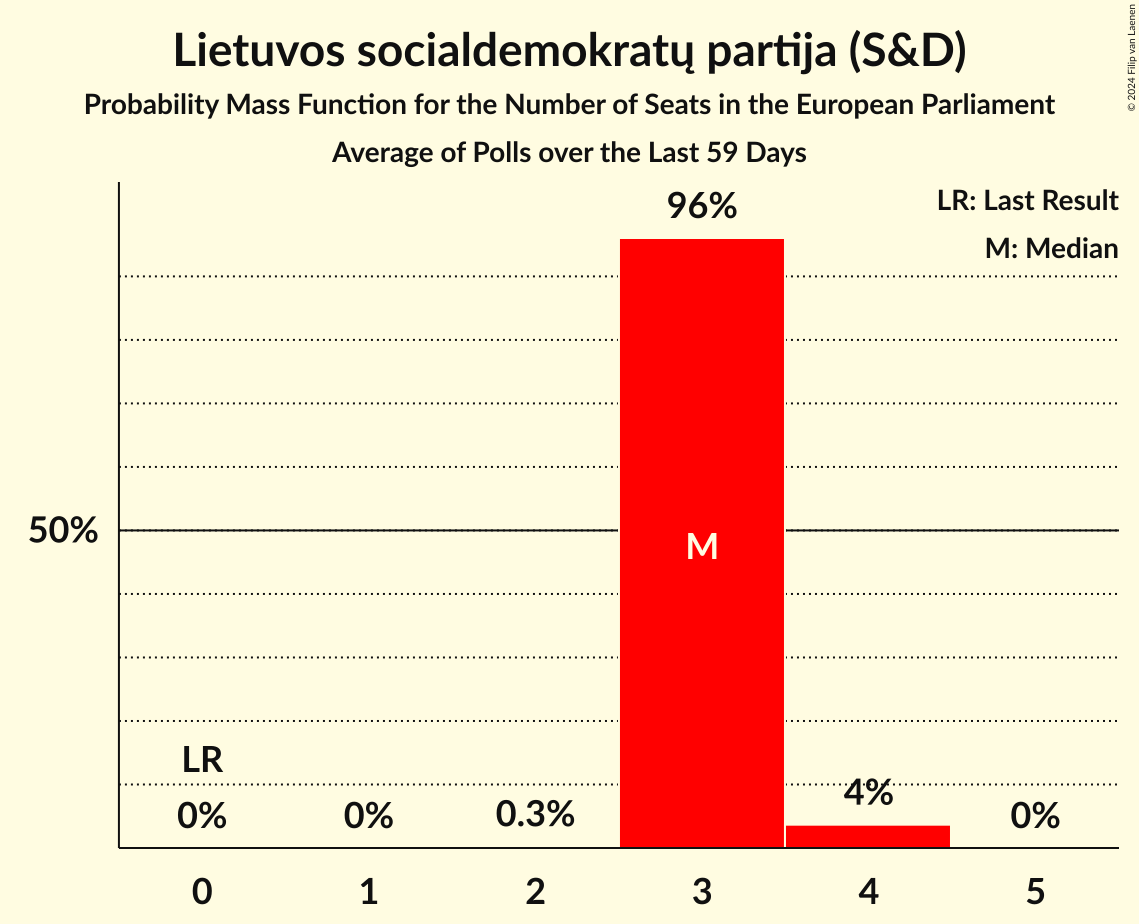 Lietuvos socialdemokratų partija (S&D)
Probability Mass Function for the Number of Seats in the European Parliament
Average of Polls over the Last 59 Days
© 2024 Filip van Laenen
LR: Last Result
M: Median
96%
50%
M
LR
0%
0%
0.3%
4%
0%
0
1
2
3
4
5